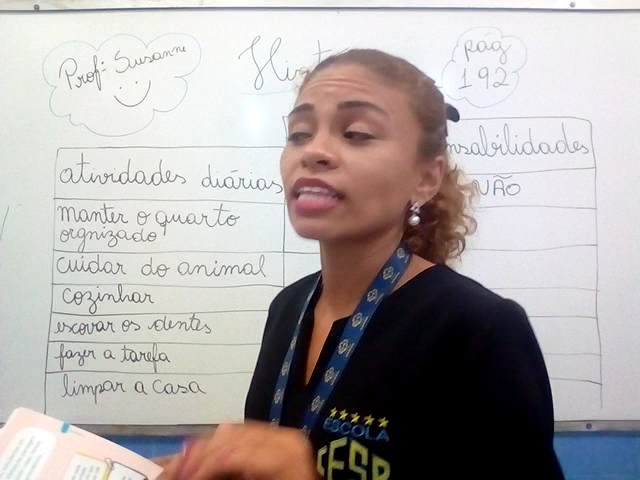 Prof: Susanne
pág
192
atividades diárias
NÃO
manter o quarto
orgnizado
cuidar do animal
cozinhar
escovar os dentes
fazer a tarefa
limpar a casa
ESCOLA